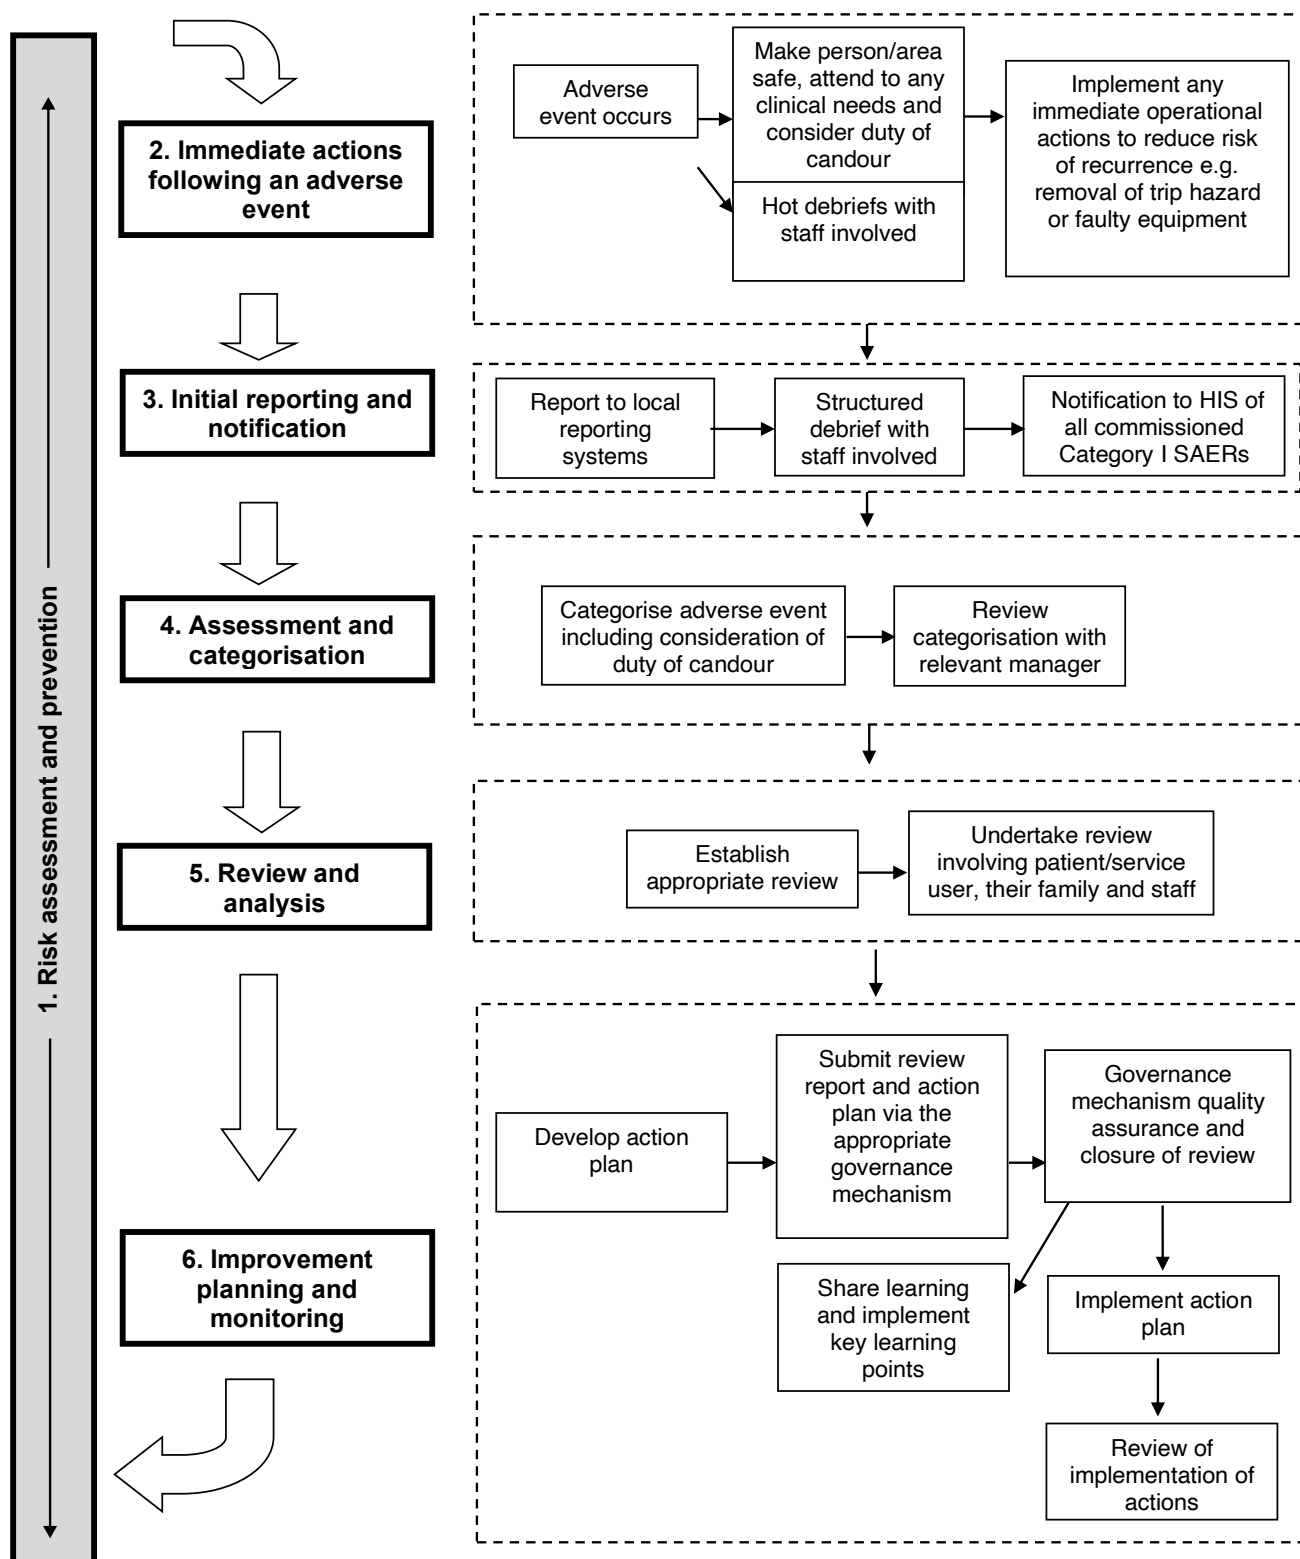 1. Risk assessment and prevention
2. Immediate actions
following an adverse
event
Adverse
event occurs
Make person/area
safe, attend to any
clinical needs and
consider duty of
candour
Hot debriefs with
staff involved
Implement any
immediate operational
actions to reduce risk
of recurrence e.g.
removal of trip hazard
or faulty equipment
3. Initial reporting and
notification
Report to local
reporting
systems
Structured
debrief with
staff involved
Notification to HIS of
all commissioned
Category I SAERs
4. Assessment and
categorisation
Categorise adverse event
including consideration of
duty of candour
Review
categorisation with
relevant manager
5. Review and
analysis
Establish
appropriate review
Undertake review
involving patient/service
user, their family and staff
6. Improvement
planning and
monitoring
Develop action
plan
Submit review
report and action
plan via the
appropriate
governance
mechanism
Governance
mechanism quality
assurance and
closure of review
Share learning
and implement
key learning
points
Implement action
plan
Review of
implementation of
actions